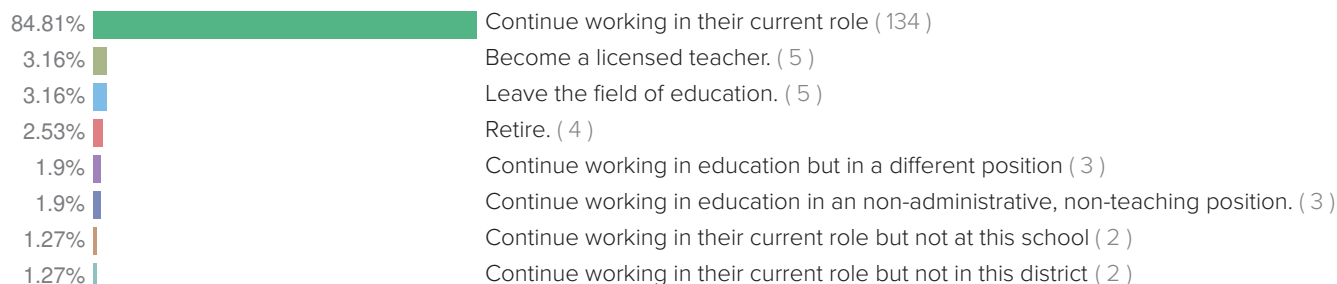 84.81% Continue working in their current role ( 134 )
3.16% Become a licensed teacher. ( 5 )
3.16% Leave the field of education. ( 5 )
2.53% Retire. ( 4 )
1.9% Continue working in education but in a different position ( 3 )
1.9% Continue working in education in an non-administrative, non-teaching position. ( 3 )
1.27% Continue working in their current role but not at this school ( 2 )
1.27% Continue working in their current role but not in this district ( 2 )